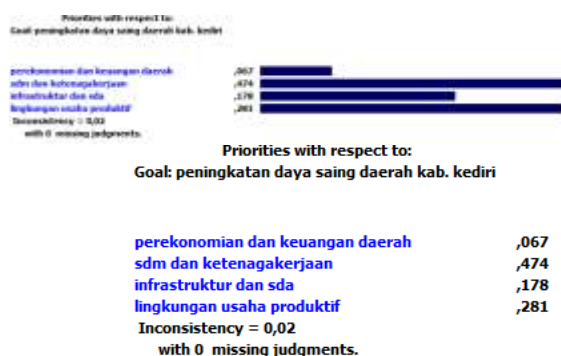 Priorities with respect to:
Goal: peningkatan daya saing daerah kab. kediri
perekonomian dan keuangan daerah ,067
sdm dan ketenagakerjaan ,474
infrastruktur dan sda ,178
lingkungan usaha produktif ,281
Inconsistency = 0,02
with 0 missing judgments.
Priorities with respect to:
Goal: peningkatan daya saing daerah kab. kediri
perekonomian dan keuangan daerah ,067
sdm dan ketenagakerjaan ,474
infrastruktur dan sda ,178
lingkungan usaha produktif ,281
Inconsistency = 0,02
with 0 missing judgments.